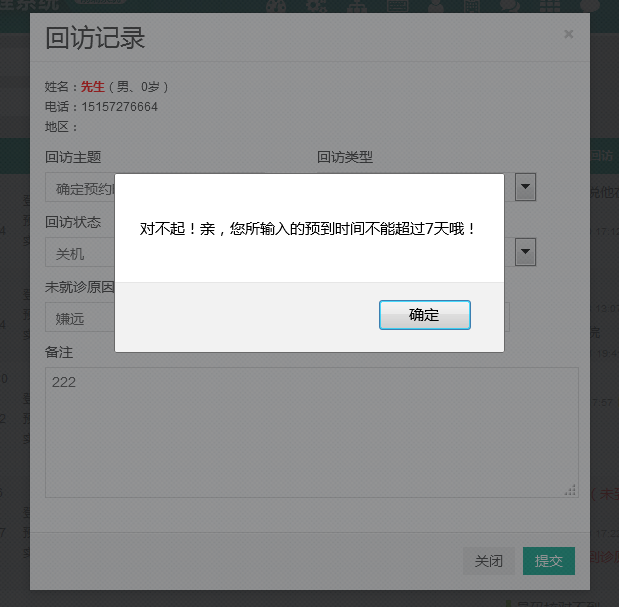 回访记录
×
姓名：先生（男、0岁）
电话：15157276664
地区：
回访主题 回访类型
确定预约
对不起！亲，您所输入的预到时间不能超过7天哦！
回访状态
关机
确定
未就诊原因
嫌远
备注
222
关闭 提交
回访